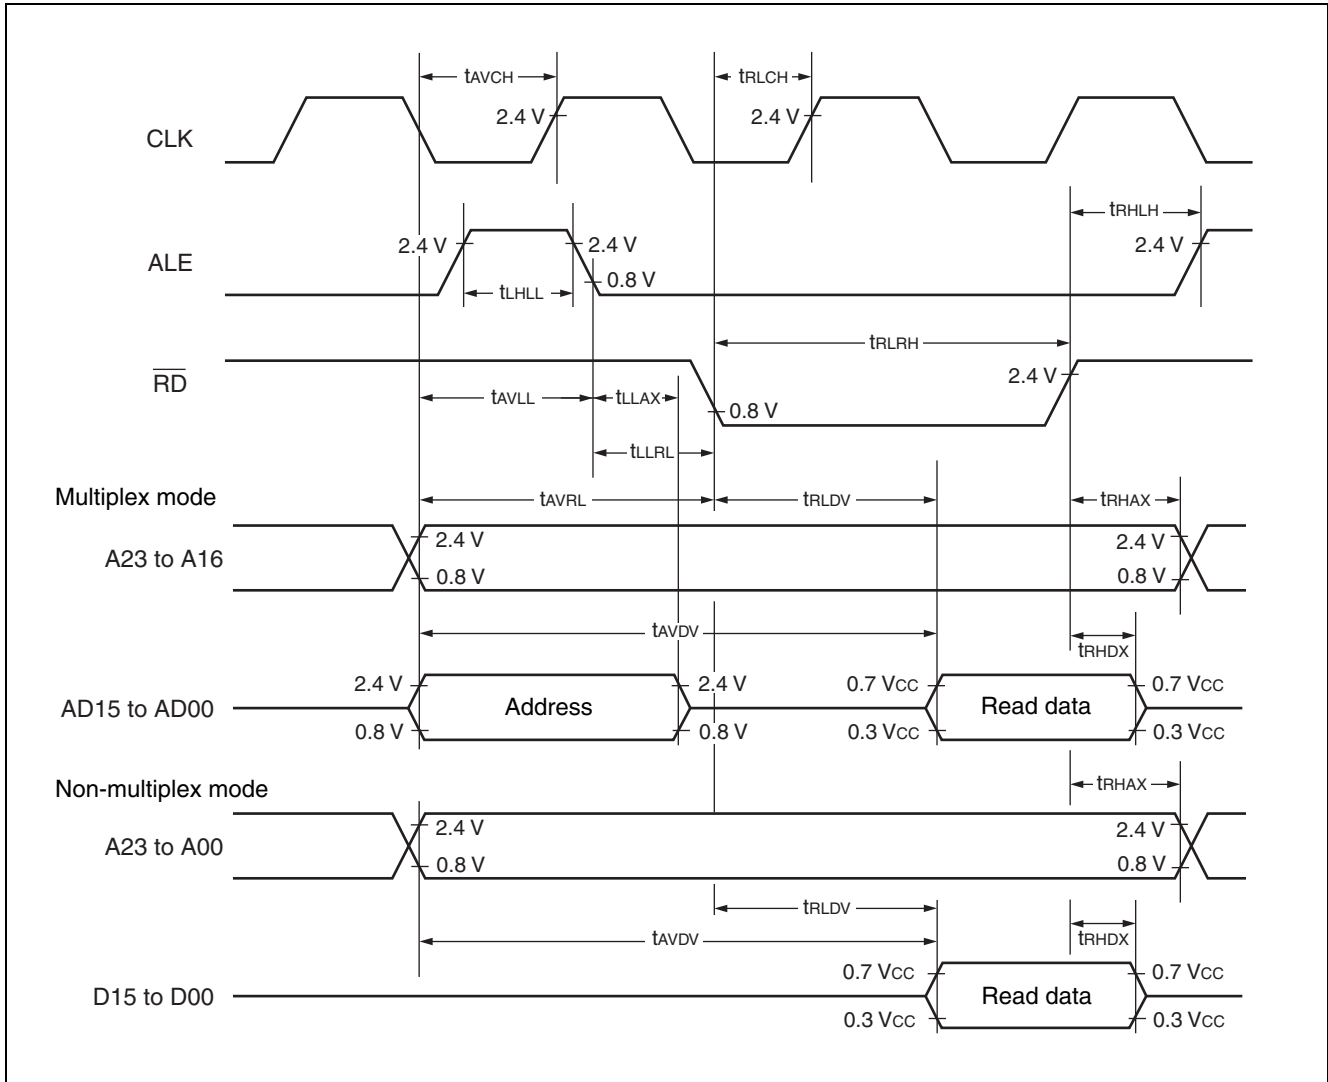 tAVCH
tRLCH
CLK
2.4 V
2.4 V
tRHLH
ALE
2.4 V
2.4 V
2.4 V
0.8 V
tLHLL
tRLRH
RD
2.4 V
tAVLL
tLLAX
0.8 V
tLLRL
Multiplex mode
tAVRL
tRLDV
tRHAX
A23 to A16
2.4 V
2.4 V
0.8 V
0.8 V
tAVDV
tRHDX
AD15 to AD00
2.4 V
Address
2.4 V
0.7 VCC
Read data
0.7 VCC
0.8 V
0.8 V
0.3 VCC
0.3 VCC
Non-multiplex mode
tRHAX
A23 to A00
2.4 V
2.4 V
0.8 V
0.8 V
tRLDV
tAVDV
tRHDX
D15 to D00
0.7 VCC
Read data
0.7 VCC
0.3 VCC
0.3 VCC